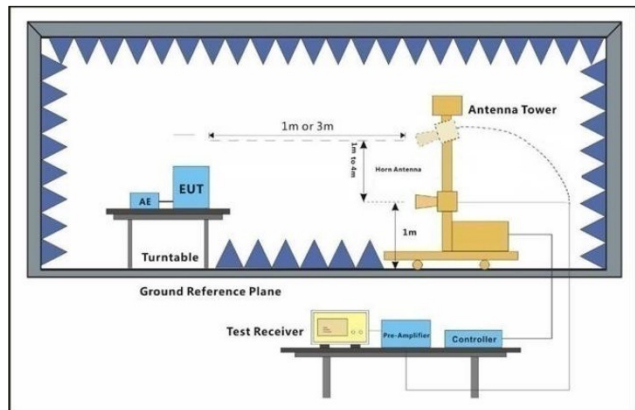 1m or 3m
Antenna Tower
1m to 4m
Horn Antenna
EUT
AE
1m
Turntable
Ground Reference Plane
Test Receiver
Pre-Amplifier
Controller